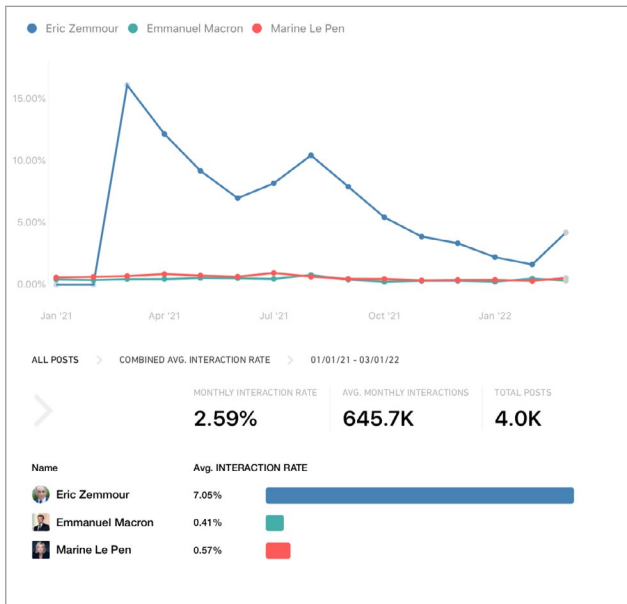 Eric Zemmour Emmanuel Macron Marine Le Pen
15.00%
10.00%
5.00%
0.00%
Jan '21 Apr '21 Jul '21 Oct '21 Jan '22
ALL POSTS COMBINED AVG. INTERACTION RATE 01/01/21 - 03/01/22
MONTHLY INTERACTION RATE AVG. MONTHLY INTERACTIONS TOTAL POSTS
2.59% 645.7K 4.0K
Name Avg. INTERACTION RATE
Eric Zemmour 7.05%
Emmanuel Macron 0.41%
Marine Le Pen 0.57%